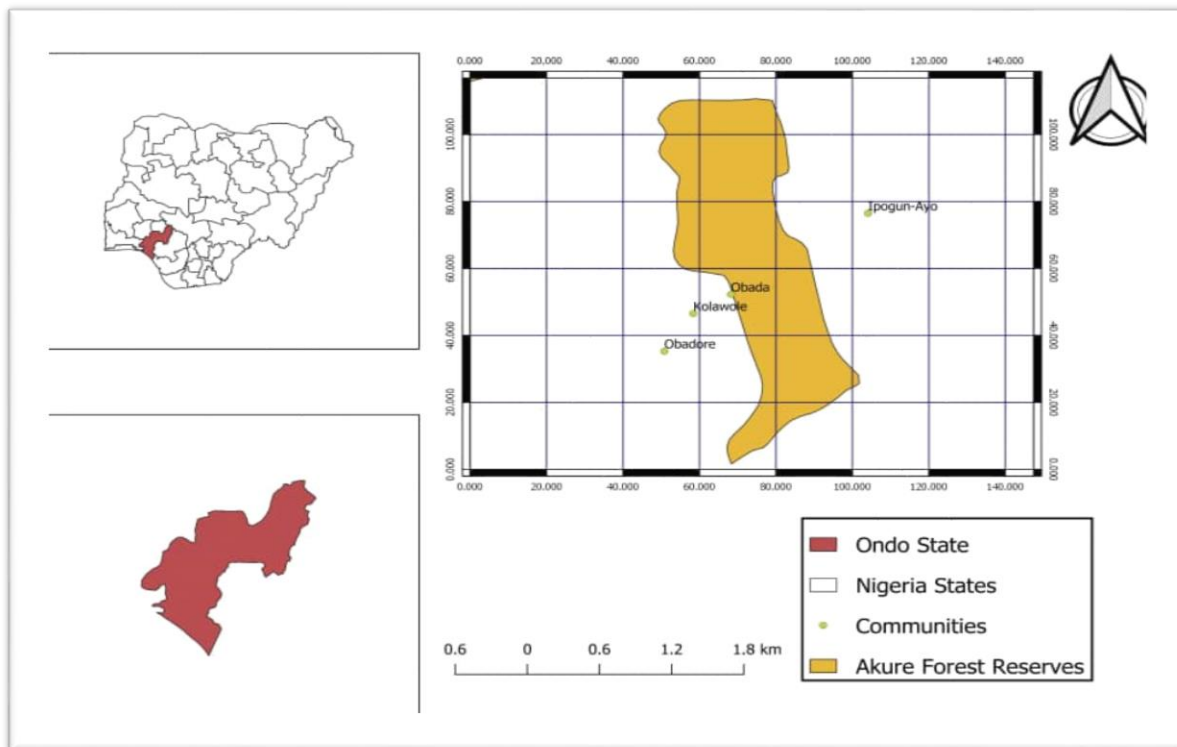 0.000 20.000 40.000 60.000 80.000 100.000 120.000 140.000
100.000 100.000
80.000 80.000
Ipogun-Ayo
60.000 60.000
Obada
Kolawole
40.000 40.000
Obadore
20.000 20.000
0.000 0.000
0.000 20.000 40.000 60.000 80.000 100.000 120.000 140.000
Ondo State
Nigeria States
Communities
Akure Forest Reserves
0.6 0 0.6 1.2 1.8 km